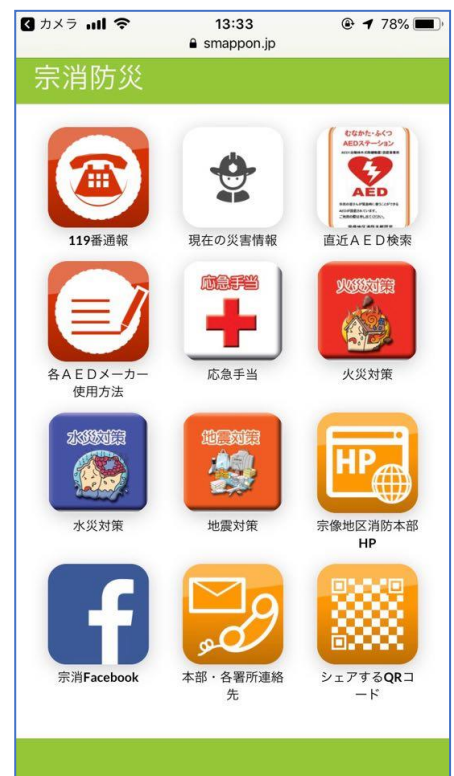 カメラ
13:33
78%
smappon.jp
宗消防災
119番通報
現在の災害情報
むなかた・ふくつ
AEDステーション
AED
直近ＡＥＤ検索
各ＡＥＤメーカー
使用方法
応急手当
応急手当
火災対策
火災対策
水災対策
水災対策
地震対策
地震対策
HP
宗像地区消防本部
HP
f
宗消Facebook
本部・各署所連絡
先
シェアするQRコ
ード